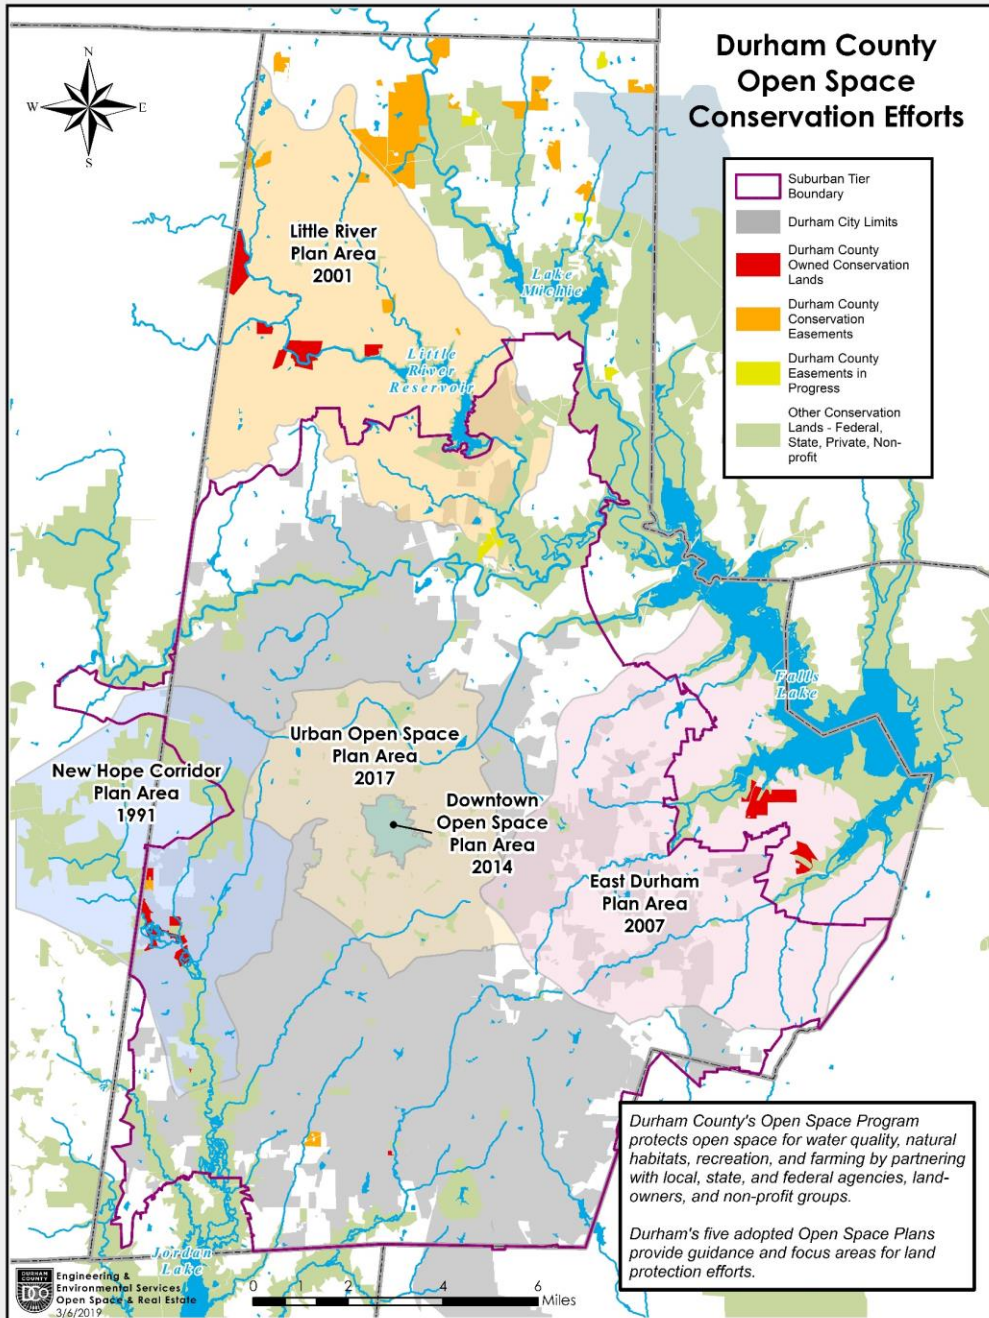 Durham County
Open Space
Conservation Efforts
N
W
E
S
Suburban Tier
Boundary
Durham City Limits
Durham County
Owned Conservation
Lands
Durham County
Conservation
Easements
Durham County
Easements in
Progress
Other Conservation
Lands - Federal,
State, Private, Non-
profit
Little River
Plan Area
2001
Lake
Michie
Little
River
Reservoir
Falls
Lake
Urban Open Space
Plan Area
2017
New Hope Corridor
Plan Area
1991
Downtown
Open Space
Plan Area
2014
East Durham
Plan Area
2007
Durham County's Open Space Program
protects open space for water quality, natural
habitats, recreation, and farming by partnering
with local, state, and federal agencies, land-
owners, and non-profit groups.
Durham's five adopted Open Space Plans
provide guidance and focus areas for land
protection efforts.
Jordan
Lake
DURHAM
COUNTY
DCO
Engineering &
Environmental Services
Open Space & Real Estate
3/6/2019
0 1 2 4 6
Miles